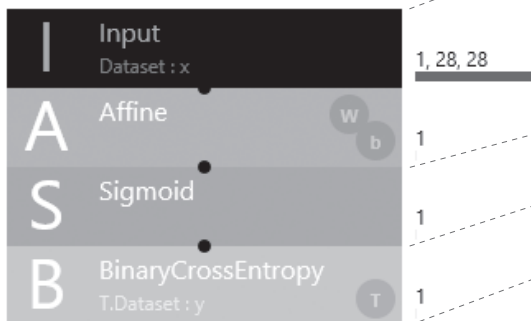 I Input
Dataset : x
1, 28, 28
A Affine
W
b
1
S Sigmoid
1
B BinaryCrossEntropy
T.Dataset : y
T
1